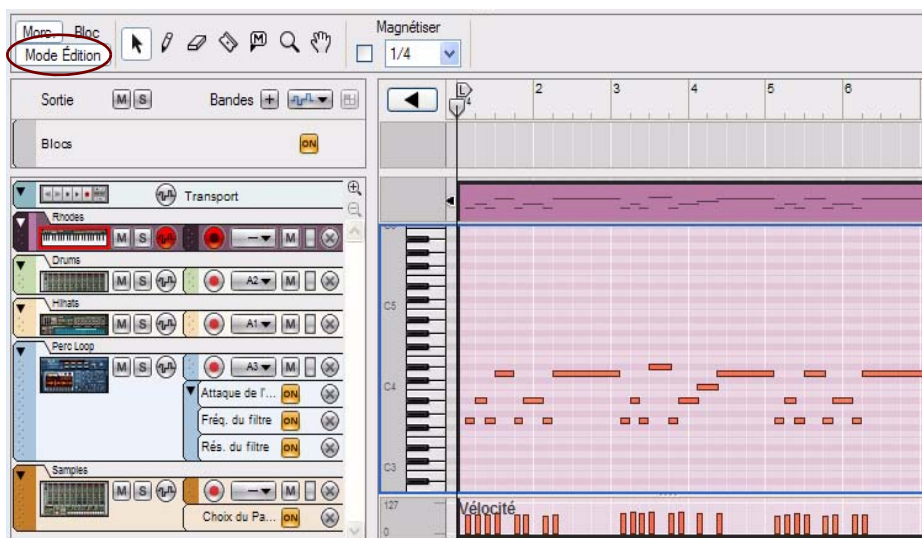 Morc. Bloc
Mode Édition
Magnétiser
1/4
Sortie M S Bandes +
L
4 2 3 4 5 6
Blocs ON
Transport
Rhodes
M S — M
Drums
M S A2 M
Hihats
M S A1 M
Perc Loop
M S A3 M
Attaque de l'... ON
Fréq. du filtre ON
Rés. du filtre ON
Samples
M S — M
Choix du Pa... ON
C5
C4
C3
127
Vélocité
0